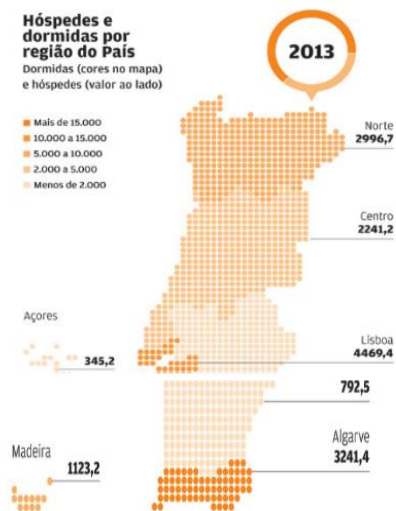 Hóspedes e
dormidas por
região do País
Dormidas (cores no mapa)
e hóspedes (valor ao lado)
2013
Mais de 15.000
10.000 a 15.000
5.000 a 10.000
2.000 a 5.000
Menos de 2.000
Norte
2996,7
Centro
2241,2
Açores
345,2
Lisboa
4469,4
792,5
Madeira
1123,2
Algarve
3241,4